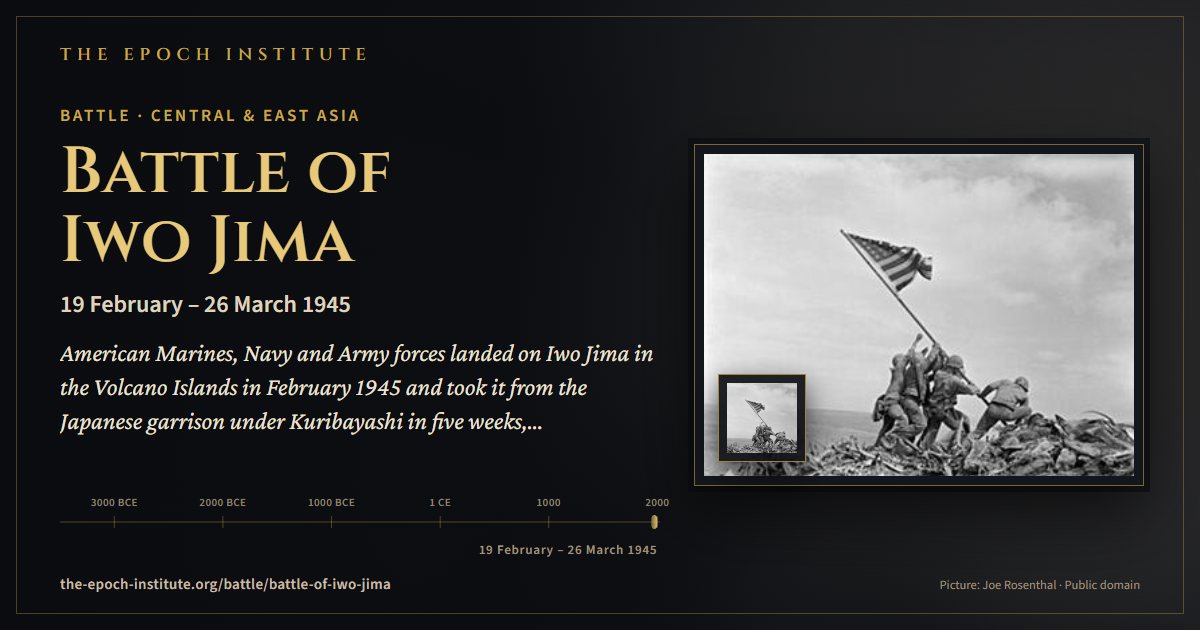 THE EPOCH INSTITUTE
BATTLE · CENTRAL & EAST ASIA
BATTLE OF
IWO JIMA
19 February – 26 March 1945
American Marines, Navy and Army forces landed on Iwo Jima in
the Volcano Islands in February 1945 and took it from the
Japanese garrison under Kuribayashi in five weeks,...
3000 BCE 2000 BCE 1000 BCE 1 CE 1000 2000
19 February – 26 March 1945
the-epoch-institute.org/battle/battle-of-iwo-jima
Picture: Joe Rosenthal · Public domain